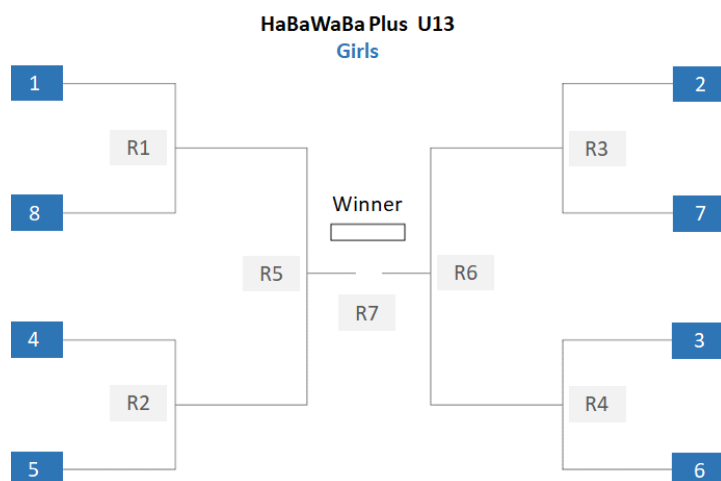 HaBaWaBa Plus U13
Girls
1
2
R1
R3
8
Winner
7
R5
R6
R7
4
3
R2
R4
5
6